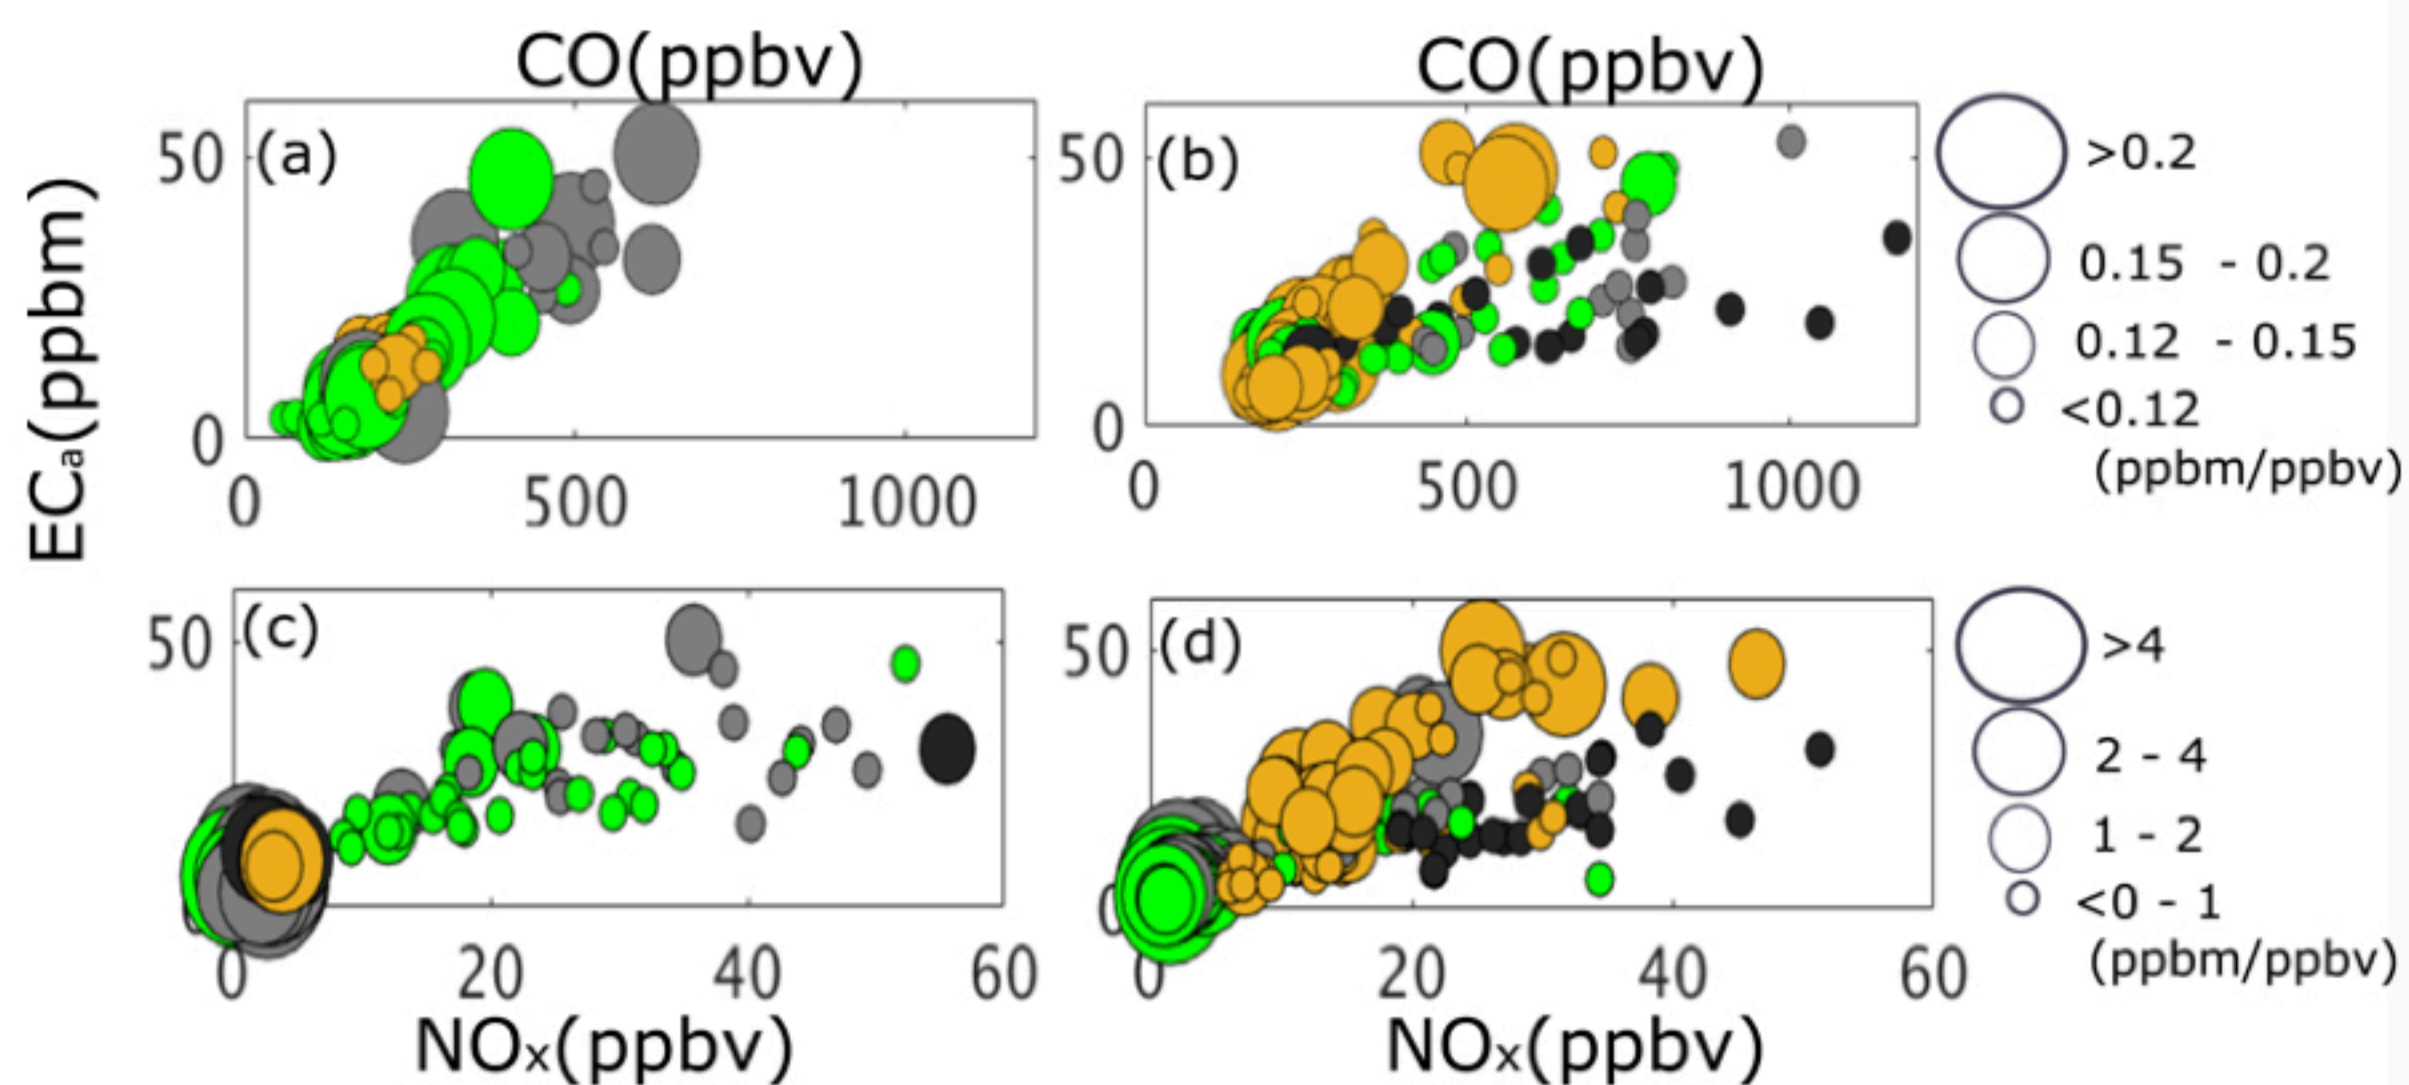 CO(ppbv)
CO(ppbv)
ECa(ppbm)
50
(a)
0
0
500
1000
50
(b)
0
0
500
1000
>0.2
0.15 - 0.2
0.12 - 0.15
<0.12
(ppbm/ppbv)
50
(c)
0
20
40
60
50
(d)
0
20
40
60
>4
2 - 4
1 - 2
<0 - 1
(ppbm/ppbv)
NOx(ppbv)
NOx(ppbv)